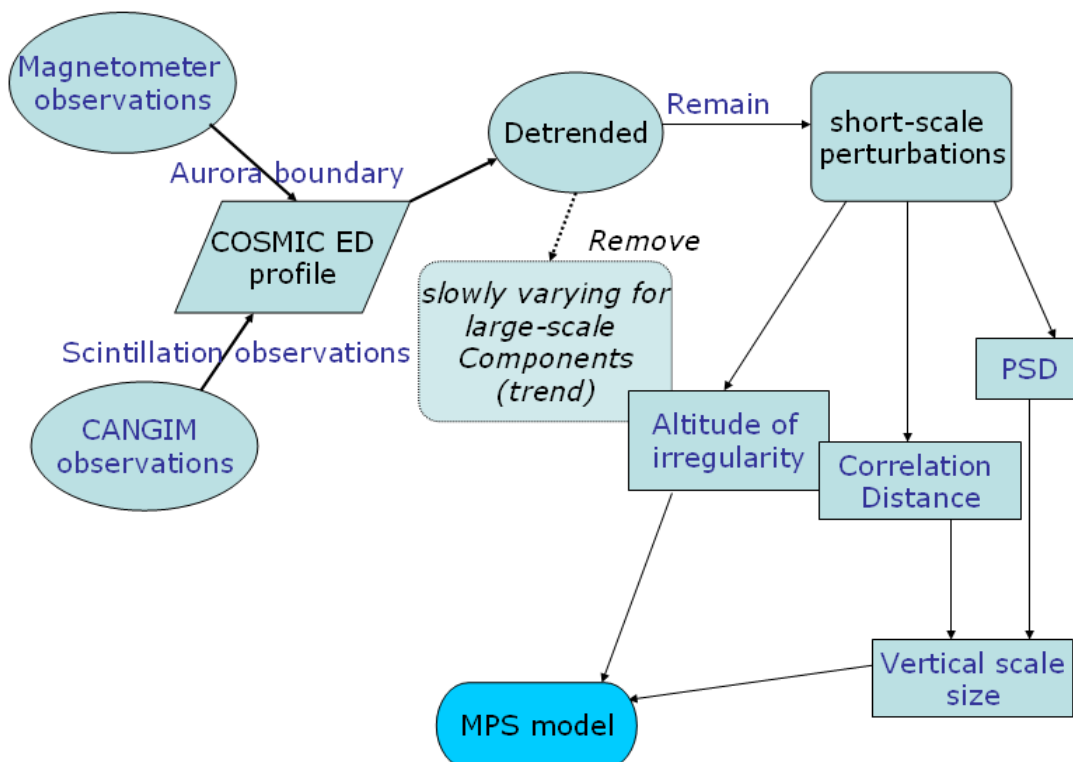 Magnetometer
observations
Aurora boundary
COSMIC ED
profile
Scintillation observations
CANGIM
observations
Detrended
Remain
short-scale
perturbations
Remove
slowly varying for
large-scale
Components
(trend)
PSD
Altitude of
irregularity
Correlation
Distance
Vertical scale
size
MPS model